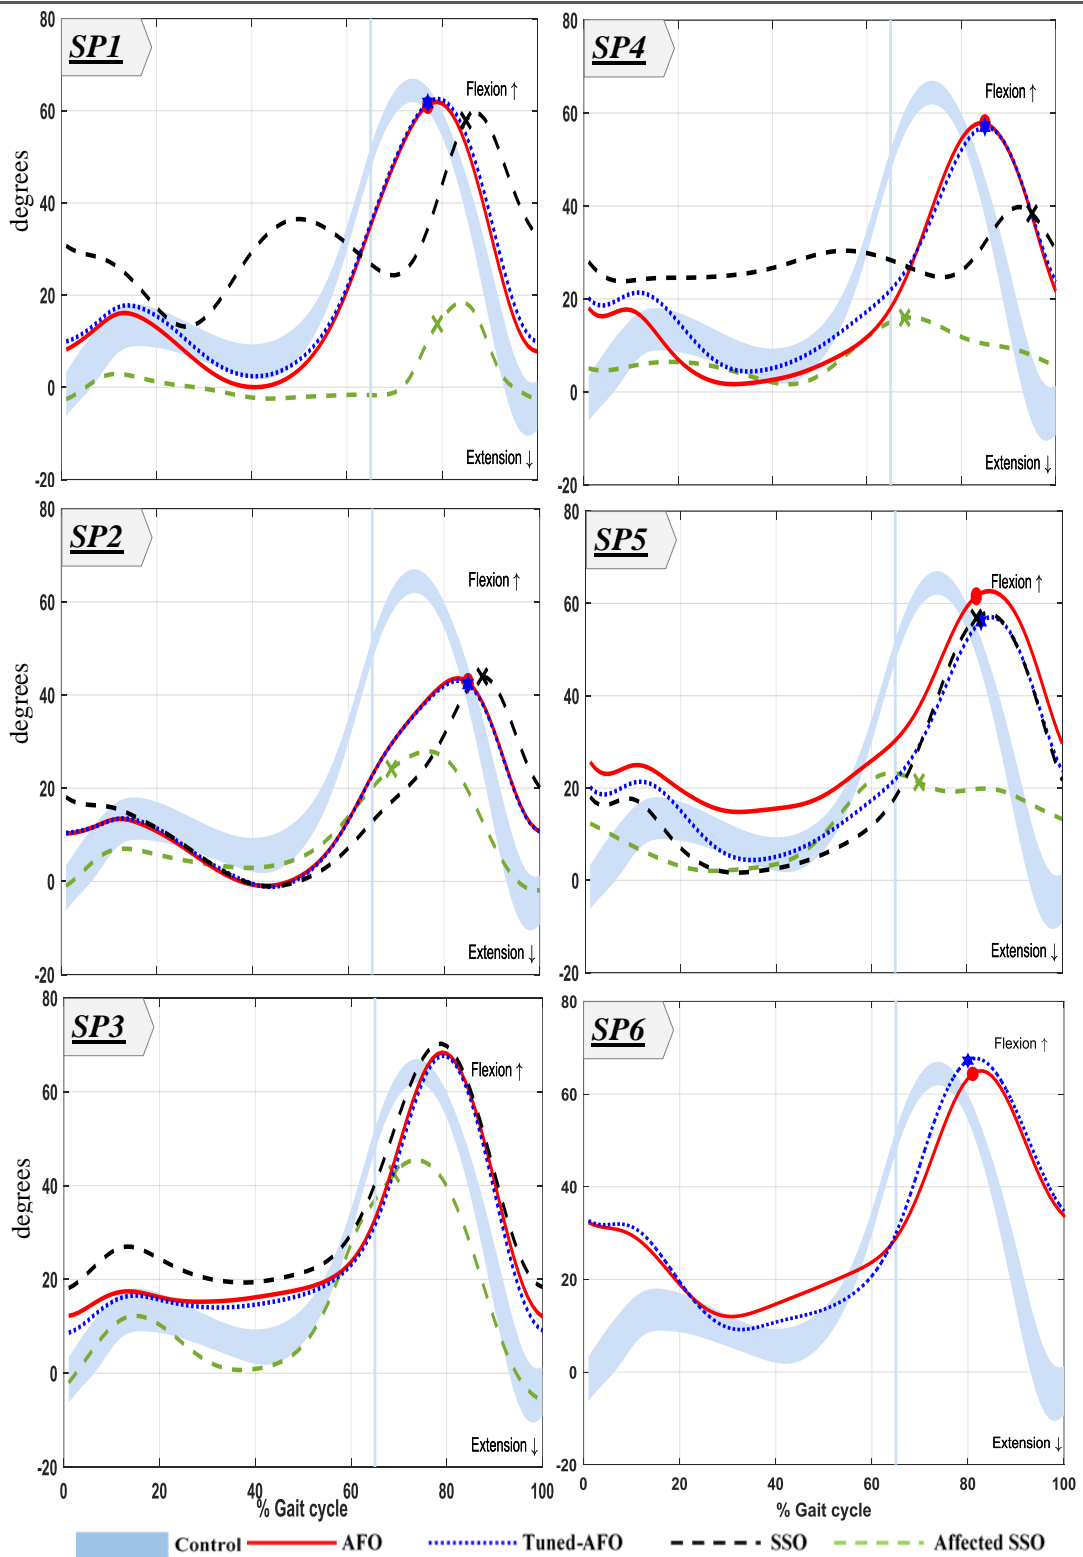 SP1
80
60
40
20
0
-20
degrees
Flexion ↑
Extension ↓
SP4
80
60
40
20
0
-20
Flexion ↑
Extension ↓
SP2
80
60
40
20
0
-20
degrees
Flexion ↑
Extension ↓
SP5
80
60
40
20
0
-20
Flexion ↑
Extension ↓
SP3
80
60
40
20
0
-20
degrees
Flexion ↑
Extension ↓
0 20 40 60 80 100
% Gait cycle
SP6
80
60
40
20
0
-20
Flexion ↑
Extension ↓
0 20 40 60 80 100
% Gait cycle
Control AFO Tuned-AFO SSO Affected SSO